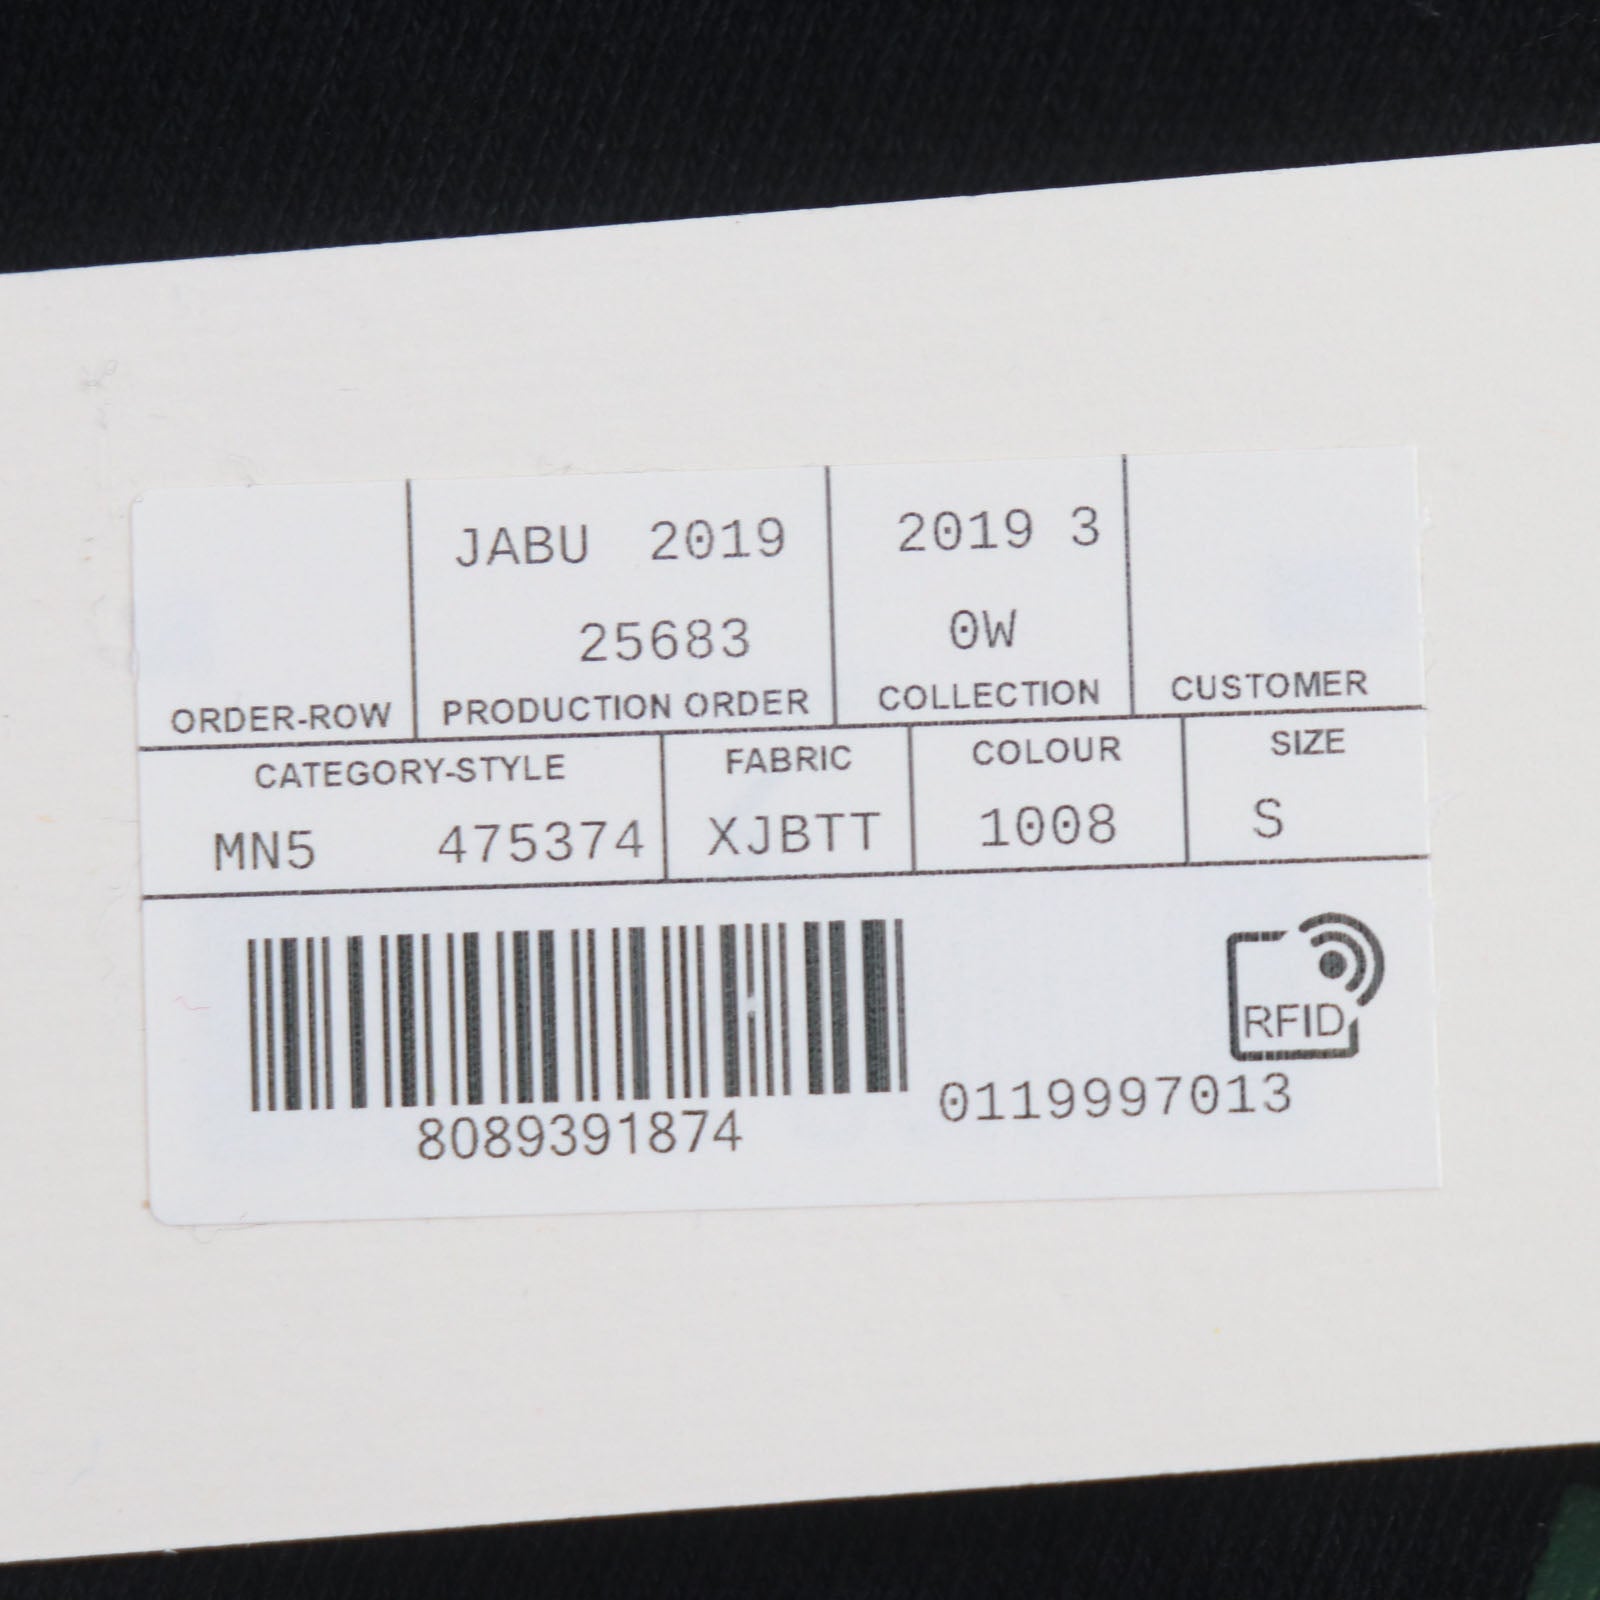 JABU 2019
25683
2019 3
0W
ORDER-ROW
PRODUCTION ORDER
COLLECTION
CUSTOMER
CATEGORY-STYLE
FABRIC
COLOUR
SIZE
MN5 475374
XJBTT
1008
S
RFID
8089391874
0119997013